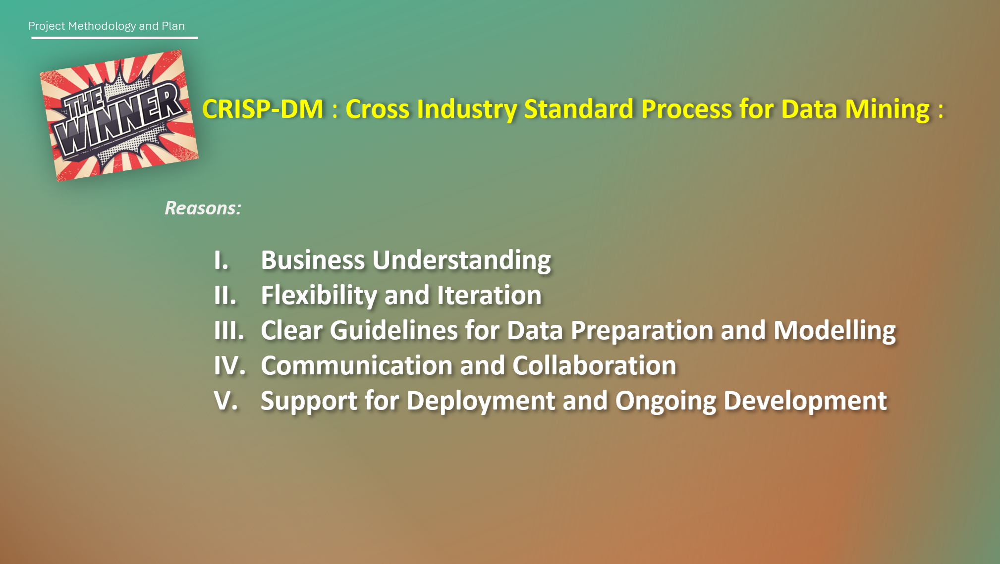 Project Methodology and Plan
THE
WINNER
CRISP-DM : Cross Industry Standard Process for Data Mining :
Reasons:
I. Business Understanding
II. Flexibility and Iteration
III. Clear Guidelines for Data Preparation and Modelling
IV. Communication and Collaboration
V. Support for Deployment and Ongoing Development